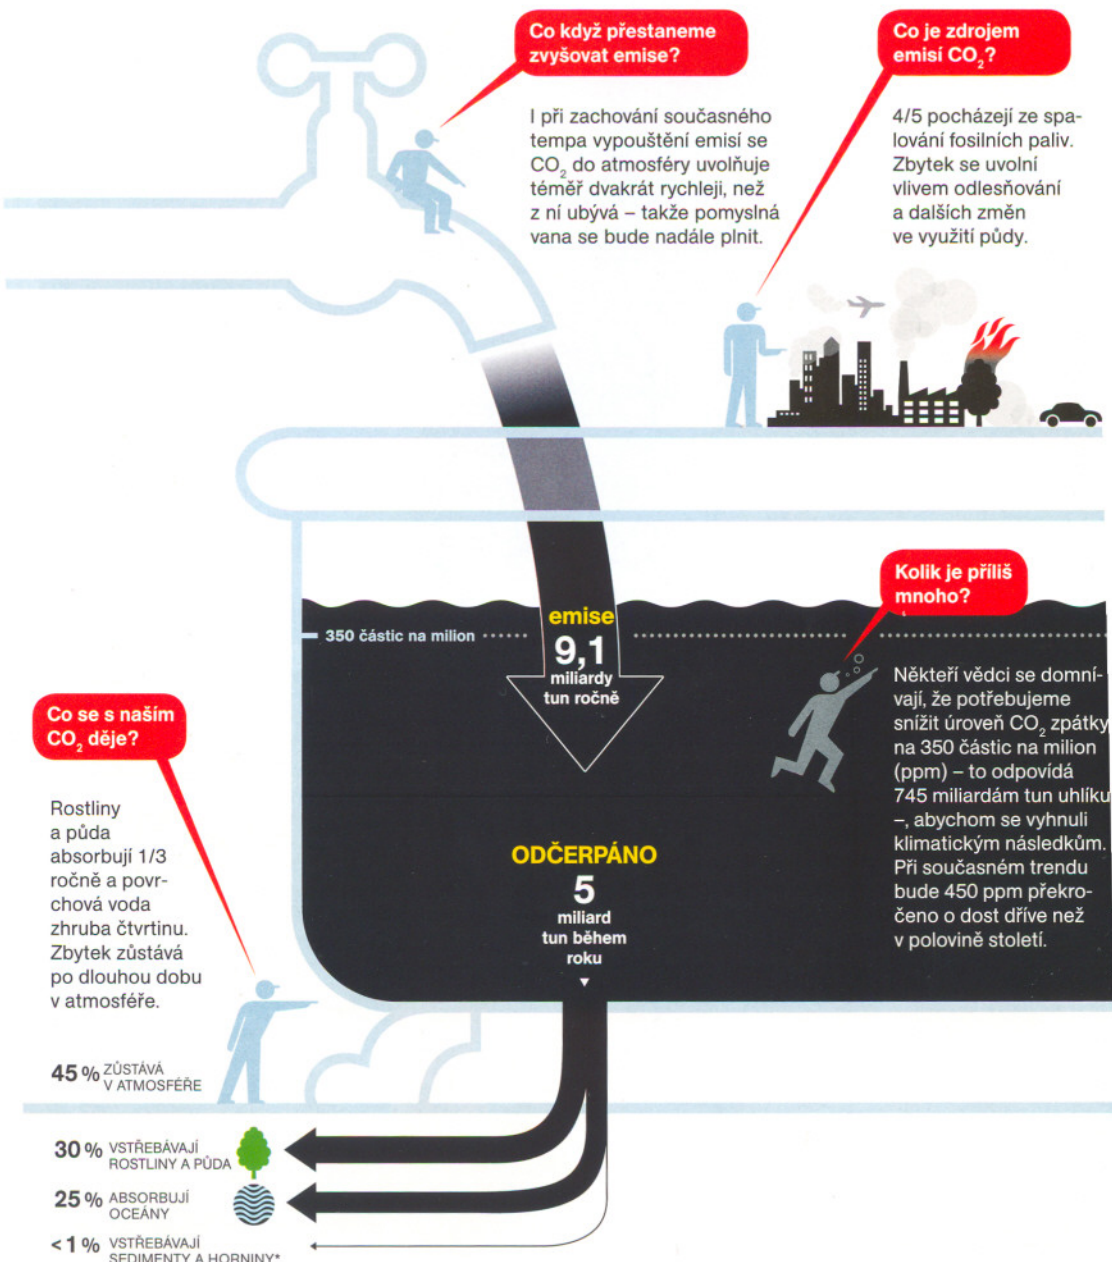 Co když přestaneme
zvyšovat emise?
I při zachování současného
tempa vypouštění emisí se
CO₂ do atmosféry uvolňuje
téměř dvakrát rychleji, než
z ní ubývá – takže pomyslná
vana se bude nadále plnit.
Co je zdrojem
emisí CO₂?
4/5 pocházejí ze spa-
lování fosilních paliv.
Zbytek se uvolní
vlivem odlesňování
a dalších změn
ve využití půdy.
emise
9,1
miliardy
tun ročně
350 částic na milion
Kolik je příliš
mnoho?
Někteří vědci se domní-
vají, že potřebujeme
snížit úroveň CO₂ zpátky
na 350 částic na milion
(ppm) – to odpovídá
745 miliardám tun uhlíku
–, abychom se vyhnuli
klimatickým následkům.
Při současném trendu
bude 450 ppm překro-
čeno o dost dříve než
v polovině století.
Co se s naším
CO₂ děje?
Rostliny
a půda
absorbují 1/3
ročně a povr-
chová voda
zhruba čtvrtinu.
Zbytek zůstává
po dlouhou dobu
v atmosféře.
ODČERPÁNO
5
miliard
tun během
roku
45 % ZŮSTÁVÁ
V ATMOSFÉŘE
30 % VSTŘEBÁVAJÍ
ROSTLINY A PŮDA
25 % ABSORBUJÍ
OCEÁNY
< 1 % VSTŘEBÁVAJÍ
SEDIMENTY A HORNINY*